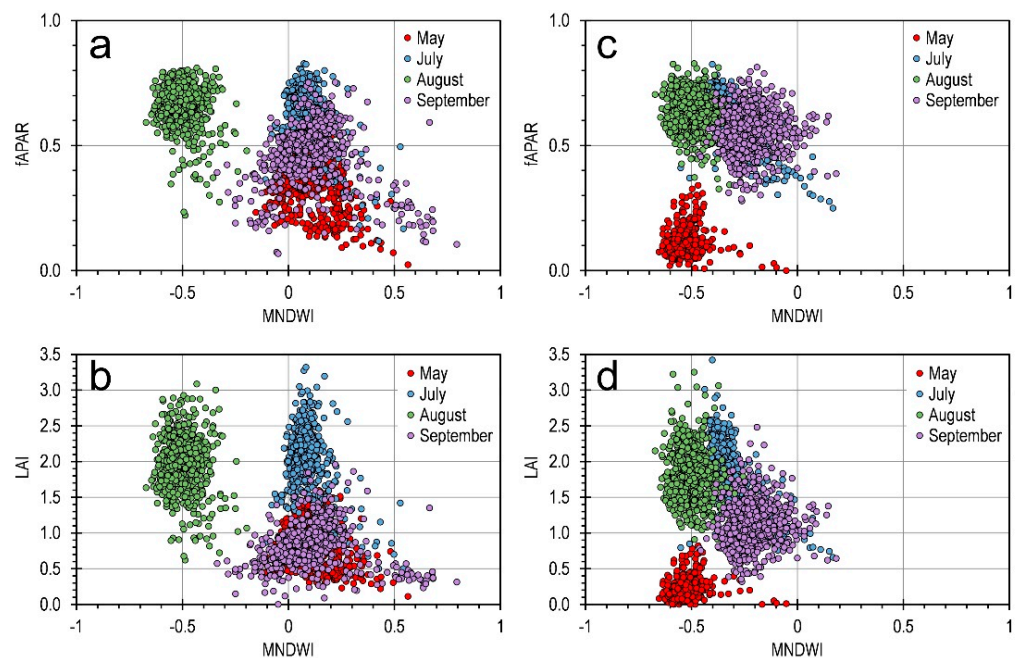 a
1.0
0.5
0.0
fAPAR
-1
-0.5
0
0.5
1
MNDWI
May
July
August
September
c
1.0
0.5
0.0
fAPAR
-1
-0.5
0
0.5
1
MNDWI
May
July
August
September
b
3.5
3.0
2.5
2.0
1.5
1.0
0.5
0.0
LAI
-1
-0.5
0
0.5
1
MNDWI
May
July
August
September
d
3.5
3.0
2.5
2.0
1.5
1.0
0.5
0.0
LAI
-1
-0.5
0
0.5
1
MNDWI
May
July
August
September